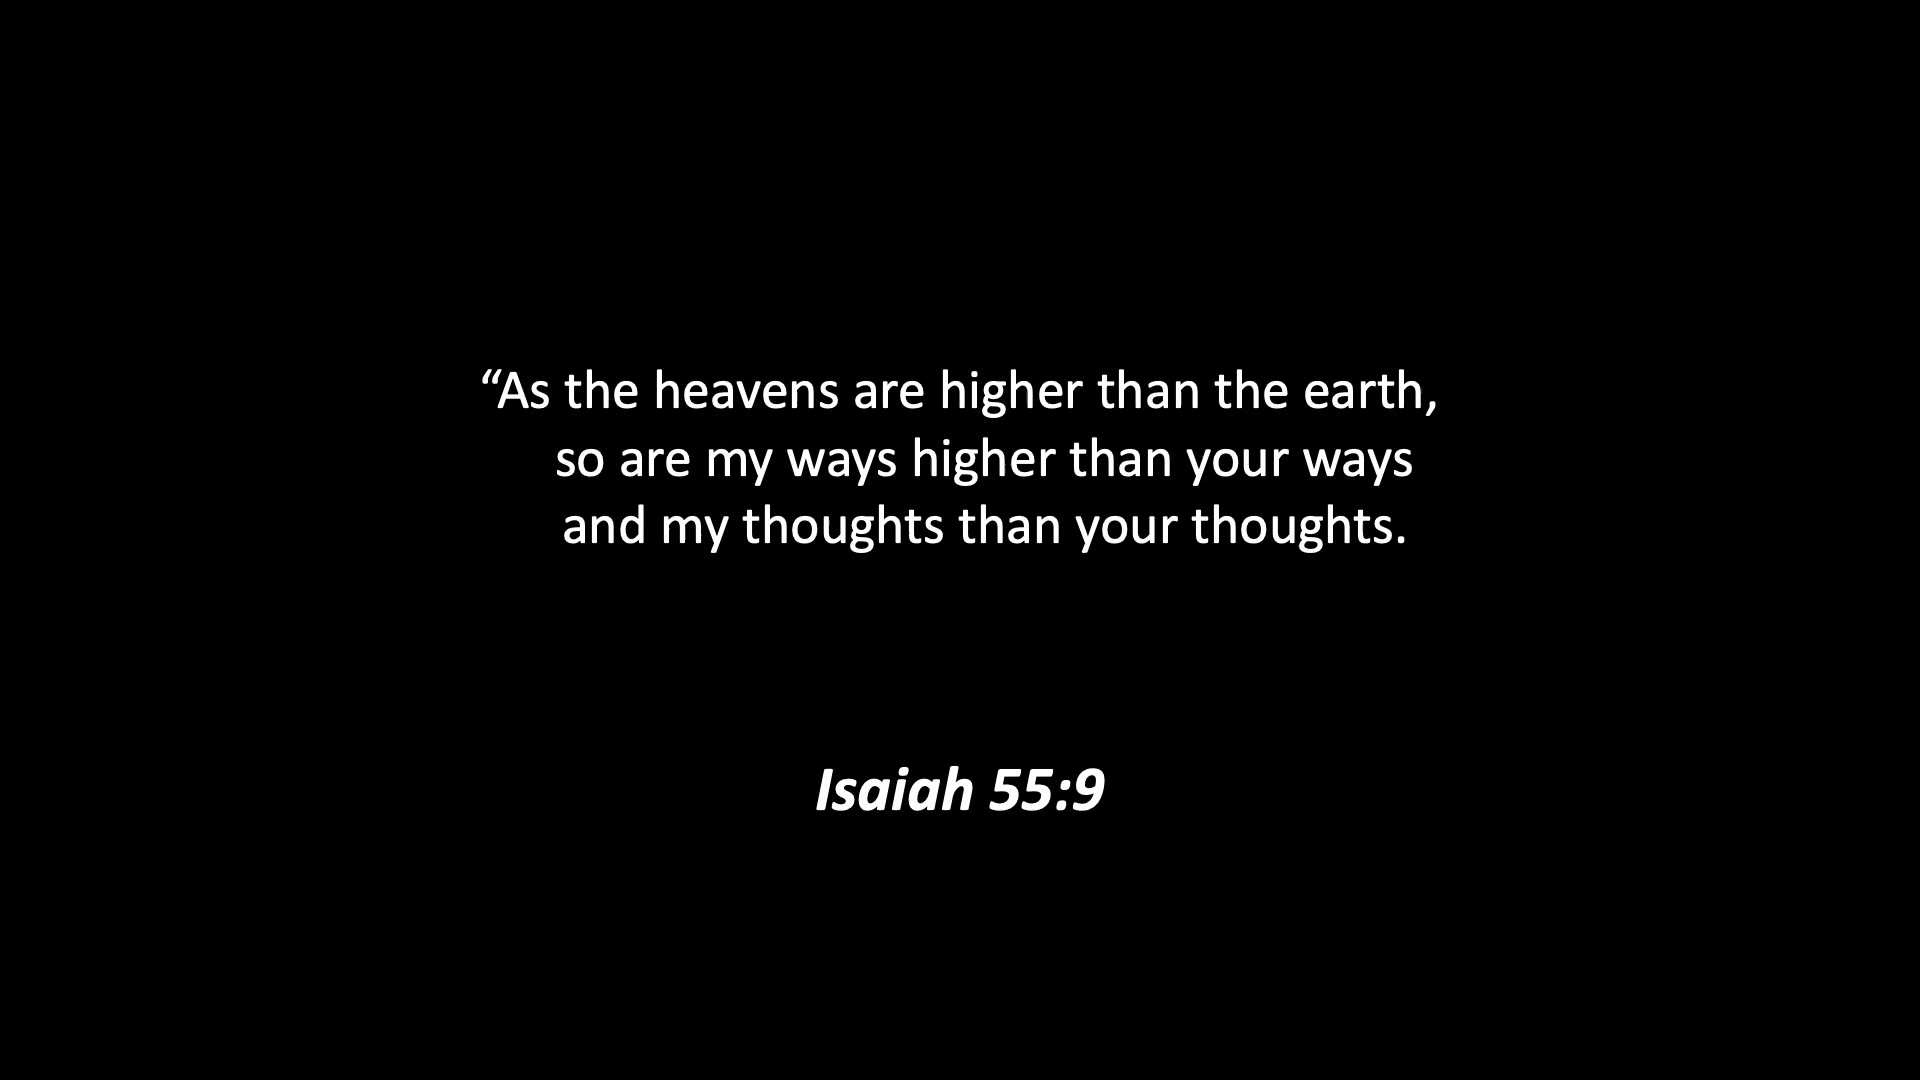 “As the heavens are higher than the earth,
so are my ways higher than your ways
and my thoughts than your thoughts.
Isaiah 55:9